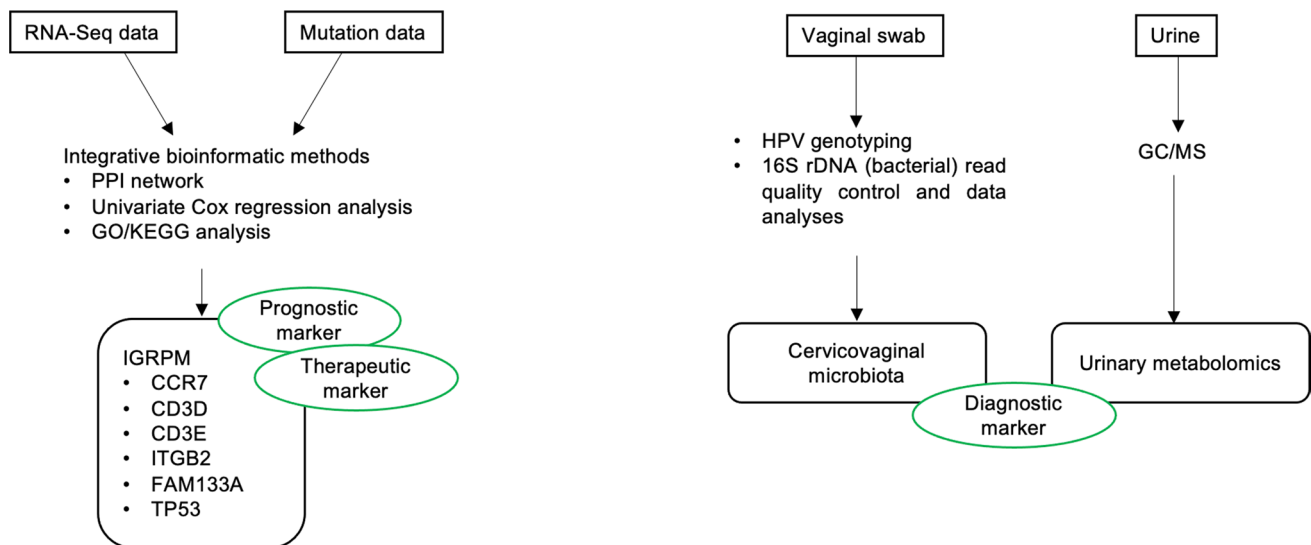 RNA-Seq data
Mutation data
Integrative bioinformatic methods
• PPI network
• Univariate Cox regression analysis
• GO/KEGG analysis
Prognostic
marker
Therapeutic
marker
IGRPM
• CCR7
• CD3D
• CD3E
• ITGB2
• FAM133A
• TP53
Vaginal swab
Urine
• HPV genotyping
• 16S rDNA (bacterial) read
quality control and data
analyses
GC/MS
Cervicovaginal
microbiota
Urinary metabolomics
Diagnostic
marker